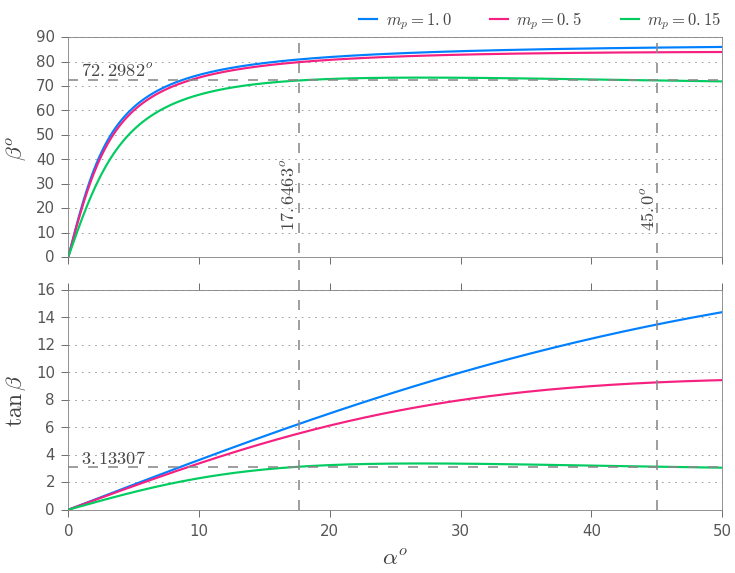 m_p = 1.0 m_p = 0.5 m_p = 0.15
90
80
70
60
50
40
30
20
10
0
β^o
72.2982^o
17.6463^o
45.0^o
16
14
12
10
8
6
4
2
0
tan β
3.13307
0 10 20 30 40 50
α^o